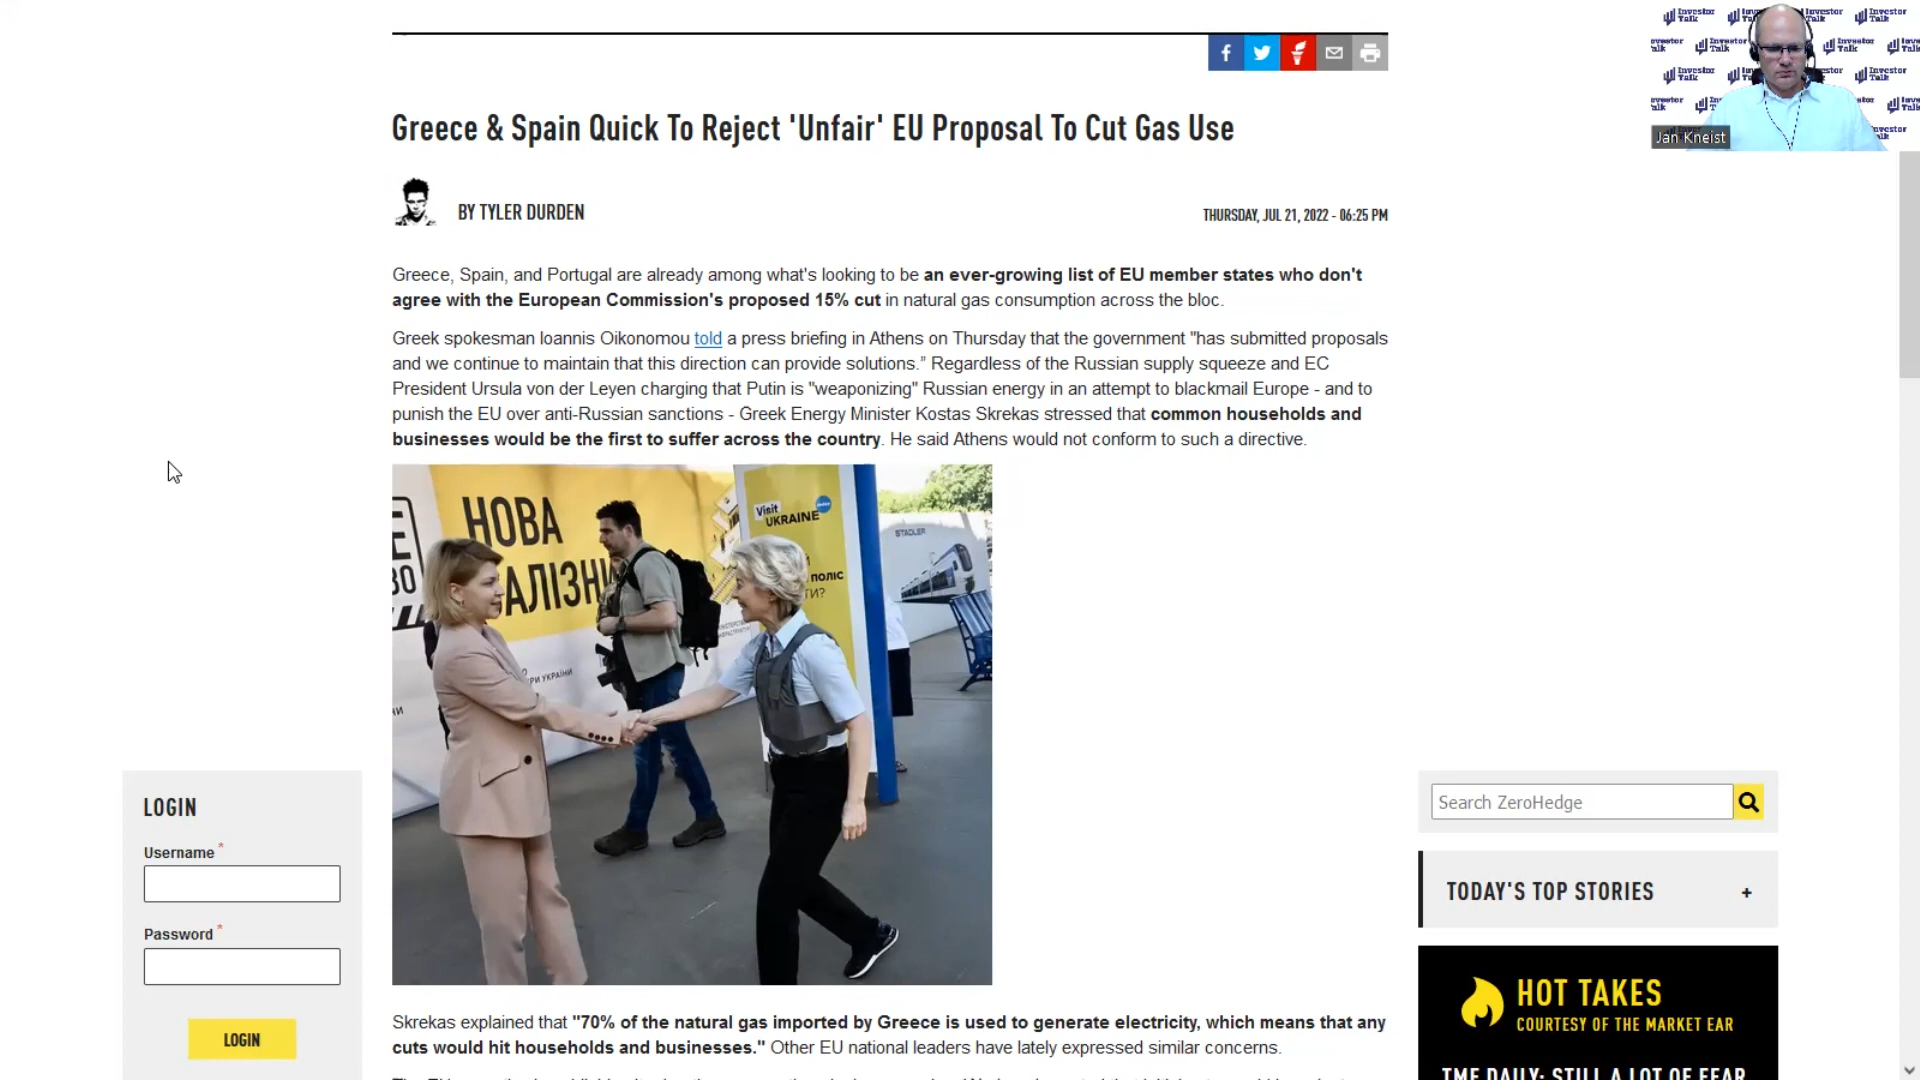 Investor
Talk
Jan Kneist
Greece & Spain Quick To Reject 'Unfair' EU Proposal To Cut Gas Use
BY TYLER DURDEN
THURSDAY, JUL 21, 2022 - 06:25 PM
Greece, Spain, and Portugal are already among what's looking to be an ever-growing list of EU member states who don't
agree with the European Commission's proposed 15% cut in natural gas consumption across the bloc.
Greek spokesman Ioannis Oikonomou told a press briefing in Athens on Thursday that the government "has submitted proposals
and we continue to maintain that this direction can provide solutions.” Regardless of the Russian supply squeeze and EC
President Ursula von der Leyen charging that Putin is "weaponizing" Russian energy in an attempt to blackmail Europe - and to
punish the EU over anti-Russian sanctions - Greek Energy Minister Kostas Skrekas stressed that common households and
businesses would be the first to suffer across the country. He said Athens would not conform to such a directive.
НОВА
Visit
UKRAINE
STADLER
Skrekas explained that "70% of the natural gas imported by Greece is used to generate electricity, which means that any
cuts would hit households and businesses." Other EU national leaders have lately expressed similar concerns.
LOGIN
Username *
Password *
LOGIN
Search ZeroHedge
TODAY'S TOP STORIES +
HOT TAKES
COURTESY OF THE MARKET EAR
TME DAILY: STILL A LOT OF FEAR